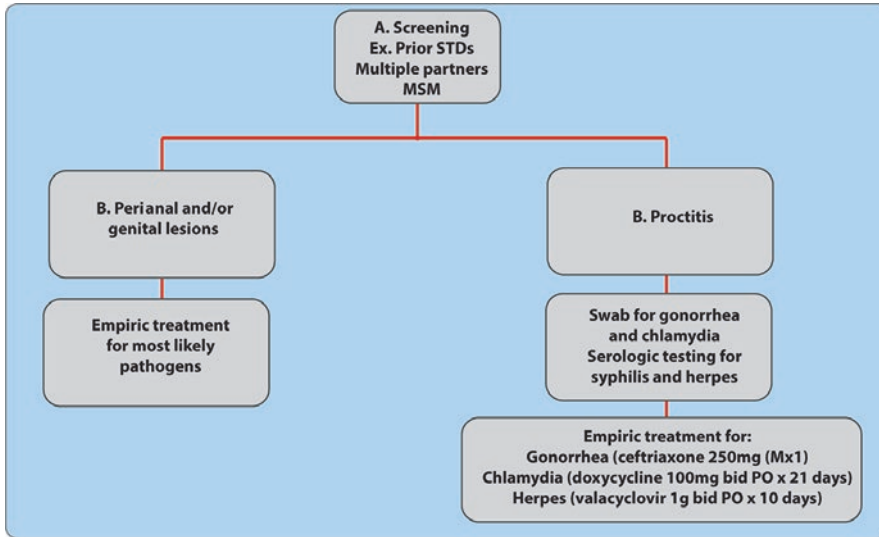 A. Screening
Ex. Prior STDs
Multiple partners
MSM
B. Perianal and/or
genital lesions
Empiric treatment
for most likely
pathogens
B. Proctitis
Swab for gonorrhea
and chlamydia
Serologic testing for
syphilis and herpes
Empiric treatment for:
Gonorrhea (ceftriaxone 250mg (Mx1)
Chlamydia (doxycycline 100mg bid PO x 21 days)
Herpes (valacyclovir 1g bid PO x 10 days)